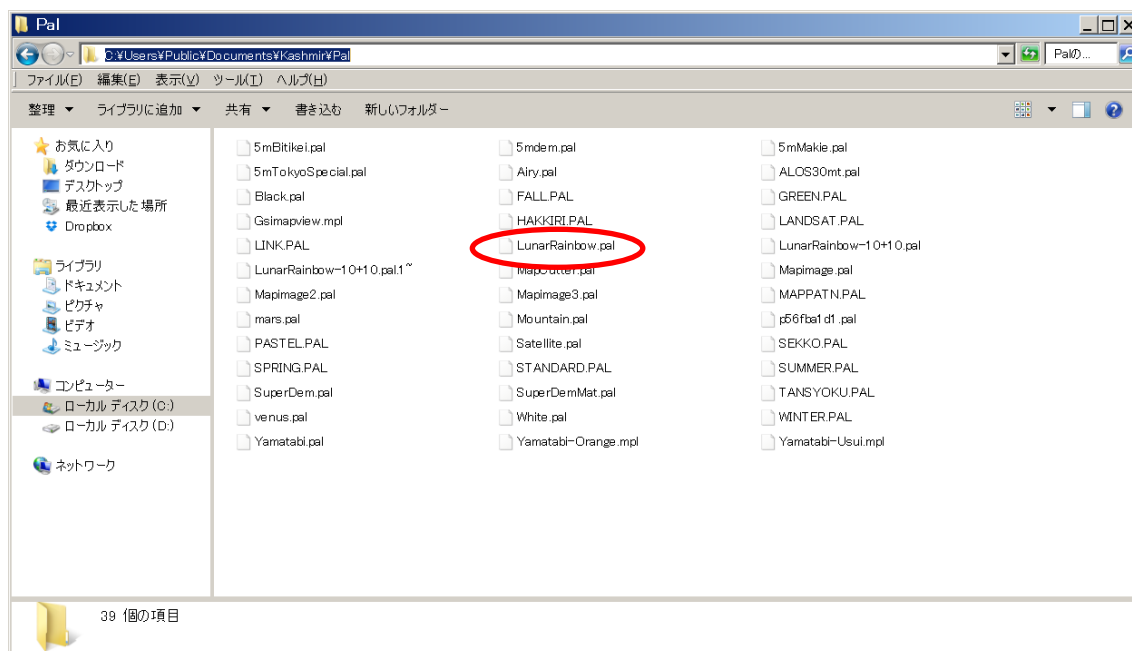 Pal
C:¥Users¥Public¥Documents¥Kashmir¥Pal
Palの...
ファイル(F) 編集(E) 表示(V) ツール(T) ヘルプ(H)
整理 ライブラリに追加 共有 書き込む 新しいフォルダー
お気に入り
ダウンロード
デスクトップ
最近表示した場所
Dropbox
ライブラリ
ドキュメント
ピクチャ
ビデオ
ミュージック
コンピューター
ローカル ディスク (C:)
ローカル ディスク (D:)
ネットワーク
5mBitikei.pal 5mdem.pal 5mMakie.pal
5mTokyoSpecial.pal Airy.pal ALOS30mt.pal
Black.pal FALL.PAL GREEN.PAL
Gsimapview.mpl HAKKIRI.PAL LANDSAT.PAL
LINK.PAL LunarRainbow.pal LunarRainbow-10+10.pal
LunarRainbow-10+10.pal.1~ MapCutter.pal Mapimage.pal
Mapimage2.pal Mapimage3.pal MAPPATN.PAL
mars.pal Mountain.pal p56fba1d1.pal
PASTEL.PAL Satellite.pal SEKKO.PAL
SPRING.PAL STANDARD.PAL SUMMER.PAL
SuperDem.pal SuperDemMat.pal TANSYOKU.PAL
venus.pal White.pal WINTER.PAL
Yamatabi.pal Yamatabi-Orange.mpl Yamatabi-Usui.mpl
39 個の項目